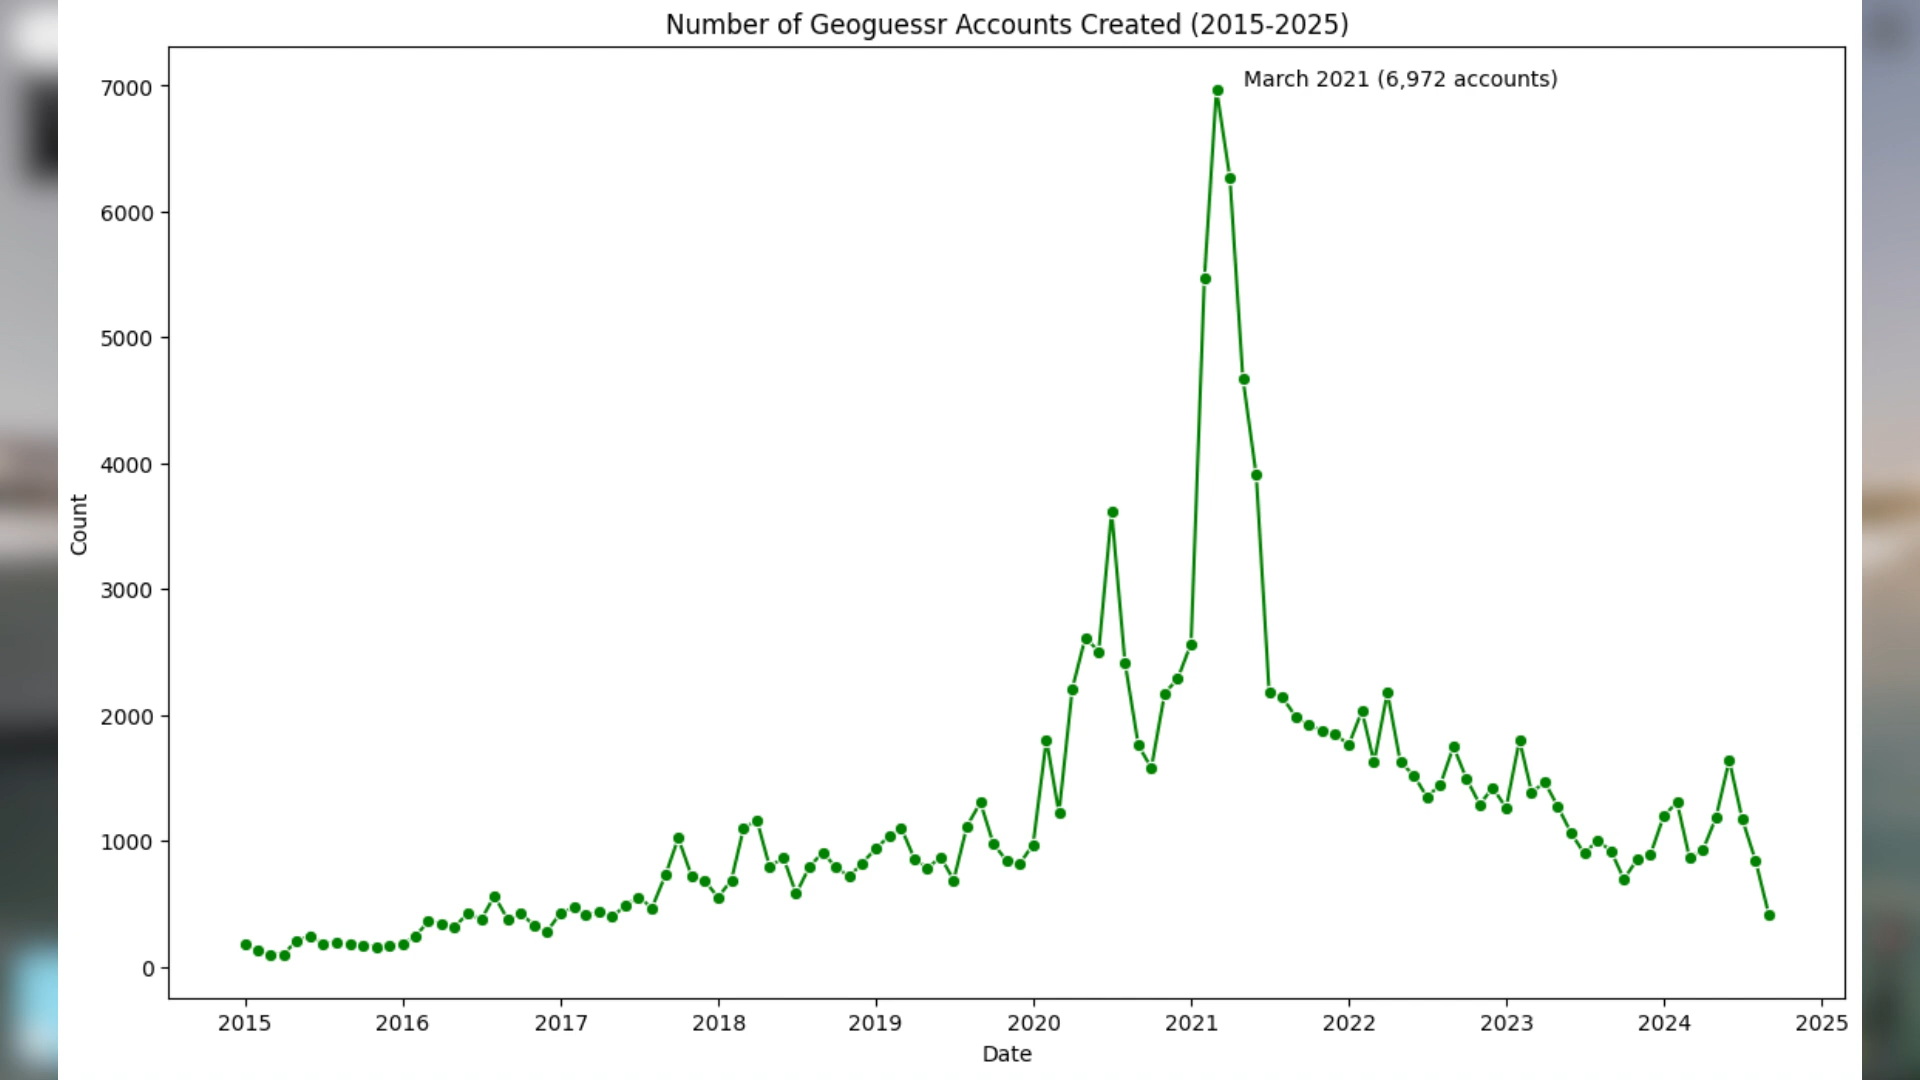 Number of Geoguessr Accounts Created (2015-2025)
March 2021 (6,972 accounts)
7000
6000
5000
4000
3000
2000
1000
0
Count
2015 2016 2017 2018 2019 2020 2021 2022 2023 2024 2025
Date